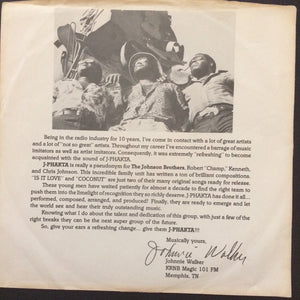 Being in the radio industry for 10 years, I've come in contact with a lot of great artists
and a lot of "not so great" artists. Throughout my career I've encountered a barrage of music
imitators as well as artist imitators. Consequently, it was extremely "refreshing" to become
acquainted with the sound of J-PHAKTA.
J-PHAKTA is really a pseudonym for The Johnson Brothers, Robert "Champ," Kenneth,
and Chris Johnson. This incredible family unit has written a ton of brilliant compositions.
"IS IT LOVE" and "COCONUT" are just two of their many original songs ready for release.
These young men have waited patiently for almost a decade to find the right team to
push them into the limelight of recognition they so richly deserve. J-PHAKTA has done it all...
performed, composed, arranged, and produced! Finally, they are ready to emerge and let
the world see and hear their truly outstanding music.
Knowing what I do about the talent and dedication of this group, with just a few of the
right breaks they can be the next super group of the future.
So, give your ears a refreshing change... give them J-PHAKTA!!!
Musically yours,
Johnnie Walker
Johnnie Walker
KRNB Magic 101 FM
Memphis, TN